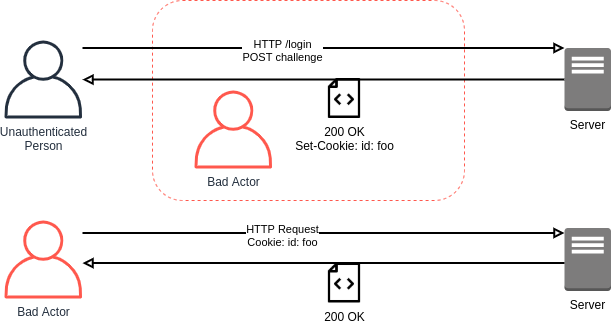 HTTP /login
POST challenge
Unauthenticated
Person
Server
200 OK
Set-Cookie: id: foo
Bad Actor
HTTP Request
Cookie: id: foo
Bad Actor
Server
200 OK